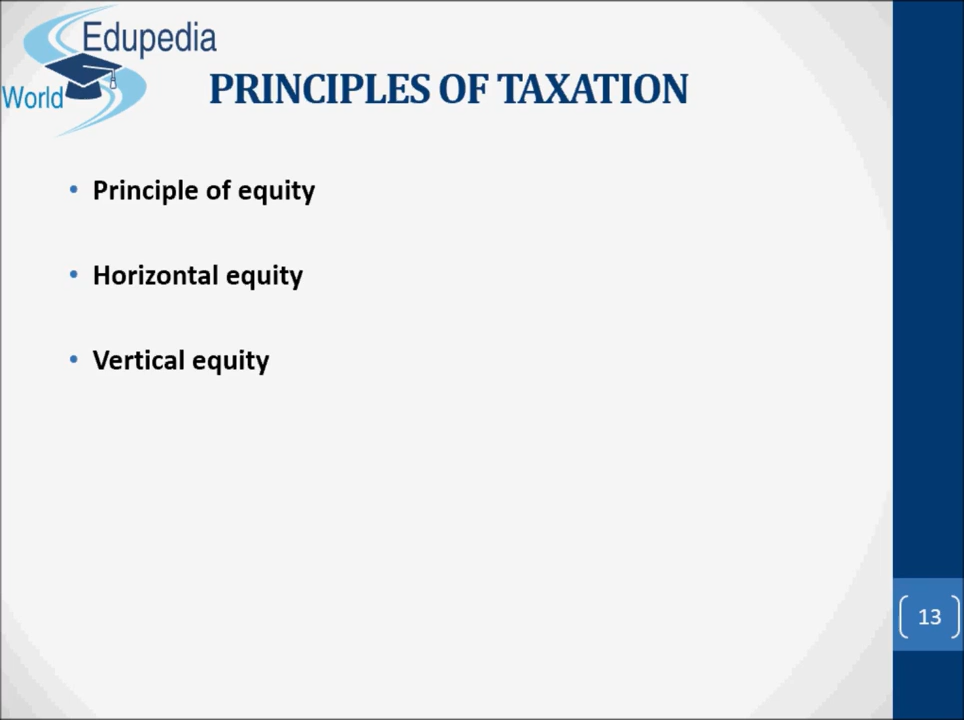 Edupedia
World
PRINCIPLES OF TAXATION
• Principle of equity
• Horizontal equity
• Vertical equity
13